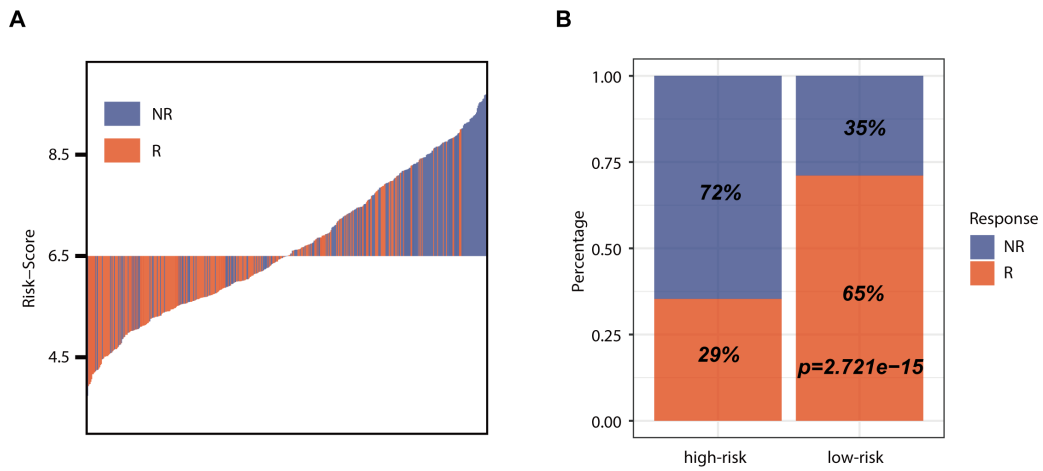 A
NR
R
8.5
6.5
4.5
Risk−Score
B
1.00
0.75
0.50
0.25
0.00
Percentage
72%
29%
35%
65%
p=2.721e−15
high-risk
low-risk
Response
NR
R